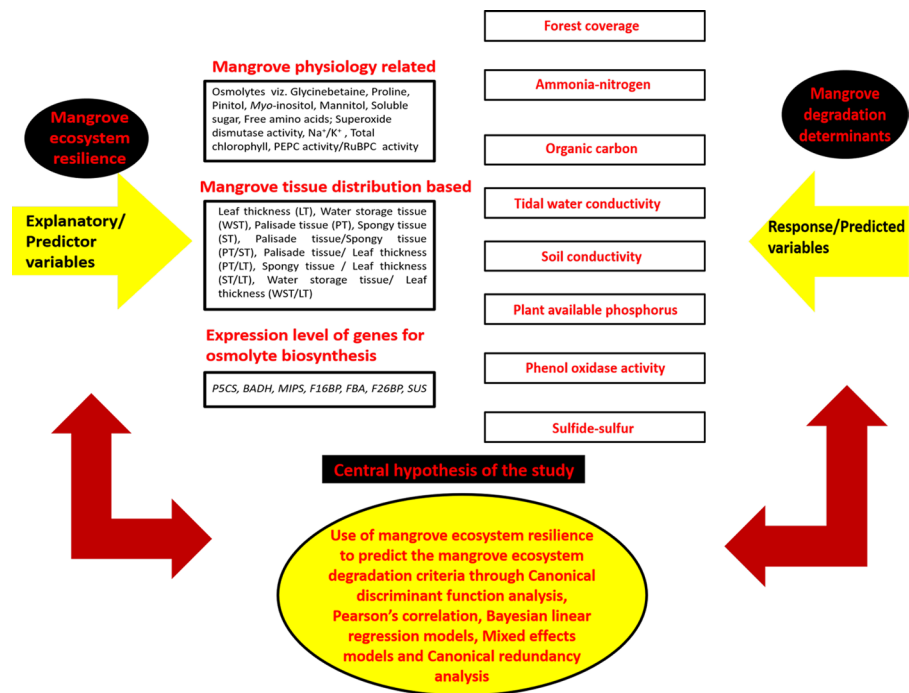 Mangrove
ecosystem
resilience
Explanatory/
Predictor
variables
Mangrove physiology related
Osmolytes viz. Glycinebetaine, Proline,
Pinitol, Myo-inositol, Mannitol, Soluble
sugar, Free amino acids; Superoxide
dismutase activity, Na⁺/K⁺ , Total
chlorophyll, PEPC activity/RuBPC activity
Mangrove tissue distribution based
Leaf thickness (LT), Water storage tissue
(WST), Palisade tissue (PT), Spongy tissue
(ST), Palisade tissue/Spongy tissue
(PT/ST), Palisade tissue/ Leaf thickness
(PT/LT), Spongy tissue / Leaf thickness
(ST/LT), Water storage tissue/ Leaf
thickness (WST/LT)
Expression level of genes for
osmolyte biosynthesis
P5CS, BADH, MIPS, F16BP, FBA, F26BP, SUS
Forest coverage
Ammonia-nitrogen
Organic carbon
Tidal water conductivity
Soil conductivity
Plant available phosphorus
Phenol oxidase activity
Sulfide-sulfur
Mangrove
degradation
determinants
Response/Predicted
variables
Central hypothesis of the study
Use of mangrove ecosystem resilience
to predict the mangrove ecosystem
degradation criteria through Canonical
discriminant function analysis,
Pearson's correlation, Bayesian linear
regression models, Mixed effects
models and Canonical redundancy
analysis